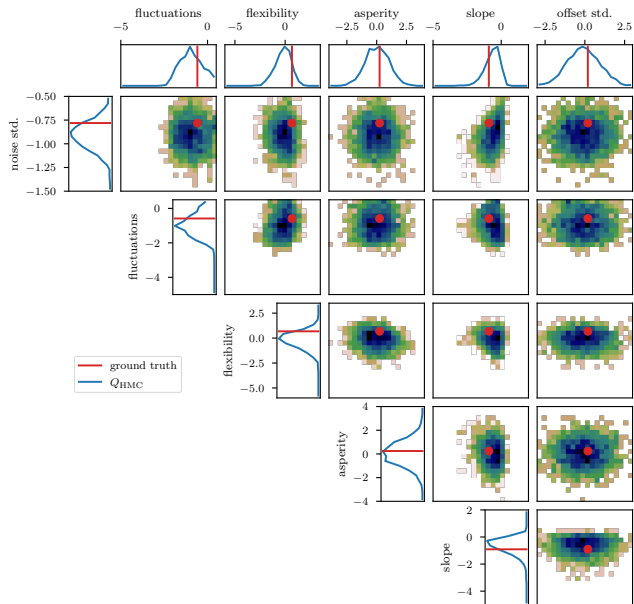 fluctuations flexibility asperity slope offset std.
−5 −5 0 −2.5 0.0 2.5 −5 0 −2.5 0.0 2.5
noise std.
−0.50
−0.75
−1.00
−1.25
−1.50
fluctuations
0
−2
−4
flexibility
2.5
0.0
−2.5
−5.0
ground truth
Q_HMC
asperity
4
2
0
−2
−4
slope
2
0
−2
−4